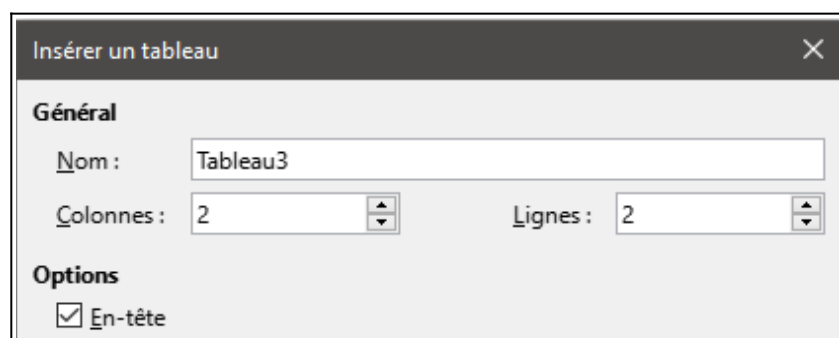 Insérer un tableau
Général
Nom : Tableau3
Colonnes : 2 Lignes : 2
Options
En-tête